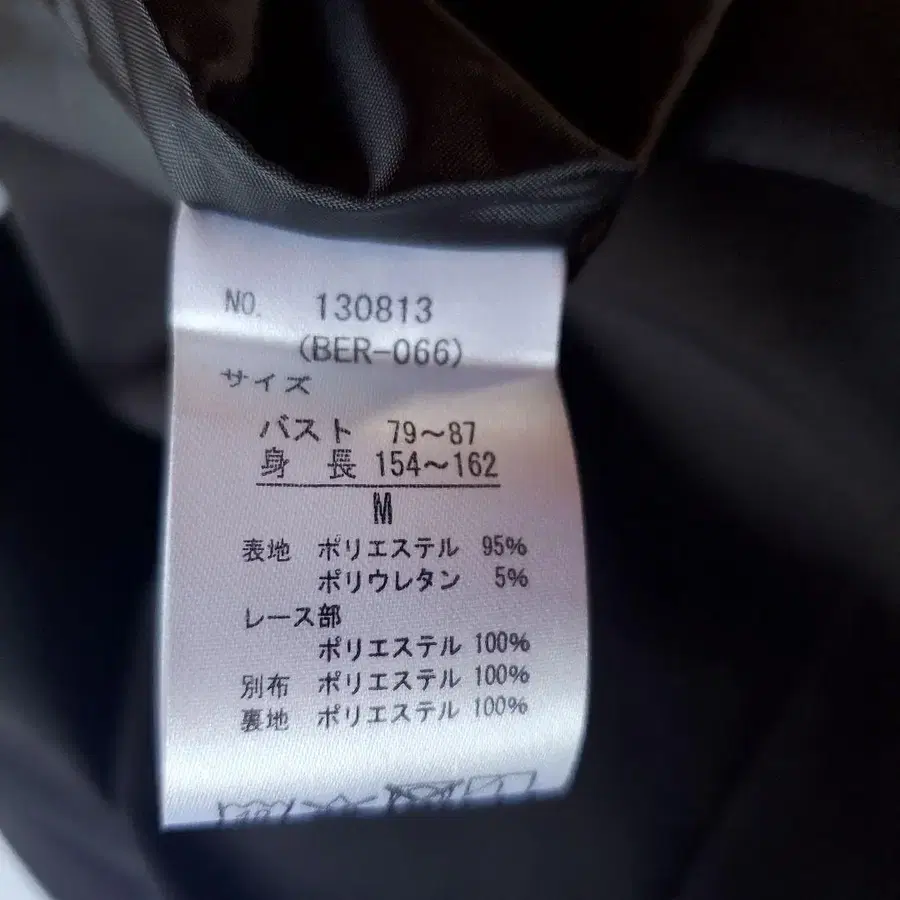 NO. 130813
(BER-066)
サイズ
バスト 79〜87
身 長 154〜162
M
表地 ポリエステル 95%
ポリウレタン 5%
レース部
ポリエステル 100%
別布 ポリエステル 100%
裏地 ポリエステル 100%